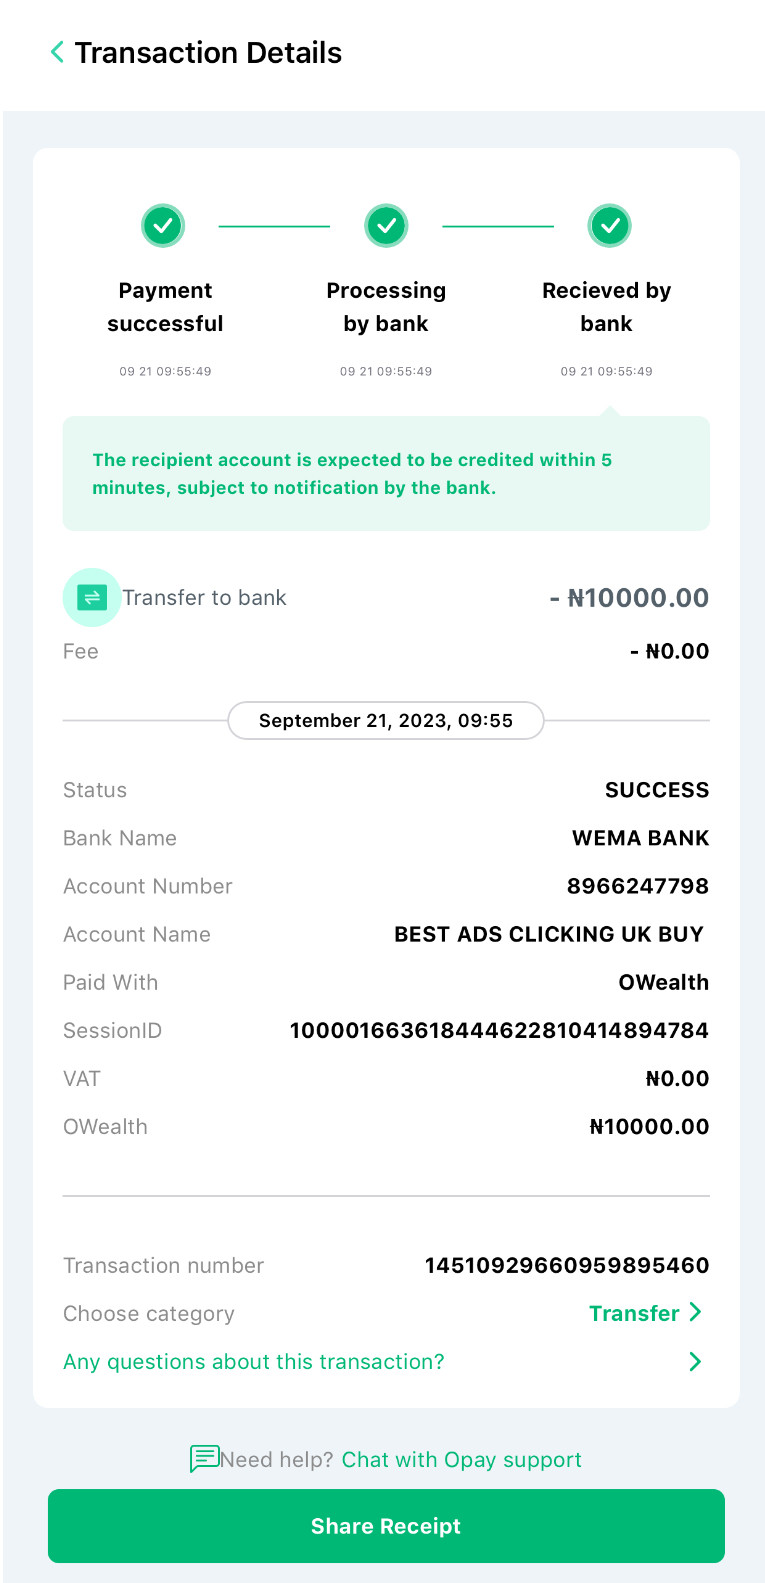 Transaction Details
Payment successful
Processing by bank
Recieved by bank
09 21 09:55:49
09 21 09:55:49
09 21 09:55:49
The recipient account is expected to be credited within 5
minutes, subject to notification by the bank.
Transfer to bank - ₦10000.00
Fee - ₦0.00
September 21, 2023, 09:55
Status SUCCESS
Bank Name WEMA BANK
Account Number 8966247798
Account Name BEST ADS CLICKING UK BUY
Paid With OWealth
SessionID 100001663618444622810414894784
VAT ₦0.00
OWealth ₦10000.00
Transaction number 14510929660959895460
Choose category Transfer
Any questions about this transaction?
Need help? Chat with Opay support
Share Receipt